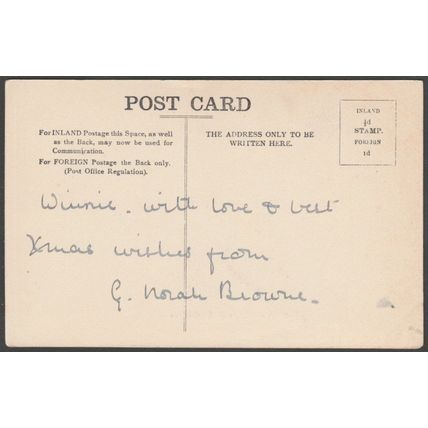 POST CARD
For INLAND Postage this Space, as well
as the Back, may now be used for
Communication.
For FOREIGN Postage the Back only.
(Post Office Regulation).
THE ADDRESS ONLY TO BE
WRITTEN HERE.
INLAND
½d
STAMP.
FOREIGN
1d
Winnie. with love & best
Xmas wishes from
G. Norah Browne.